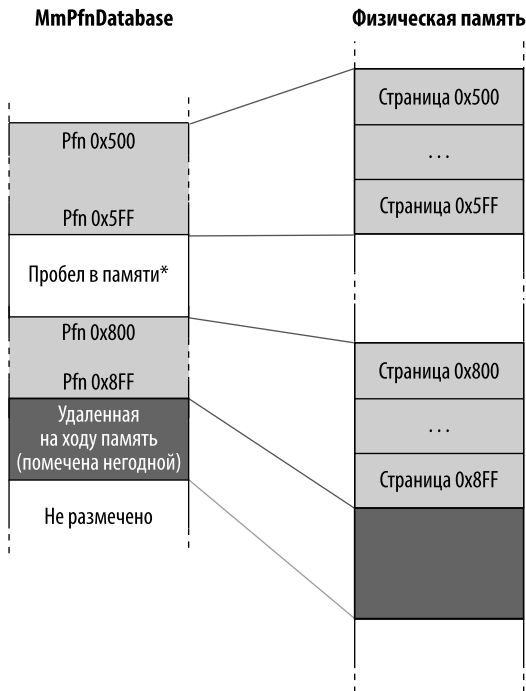 MmPfnDatabase
Pfn 0x500
Pfn 0x5FF
Пробел в памяти*
Pfn 0x800
Pfn 0x8FF
Удаленная
на ходу память
(помечена негодной)
Не размечено
Физическая память
Страница 0x500
...
Страница 0x5FF
Страница 0x800
...
Страница 0x8FF